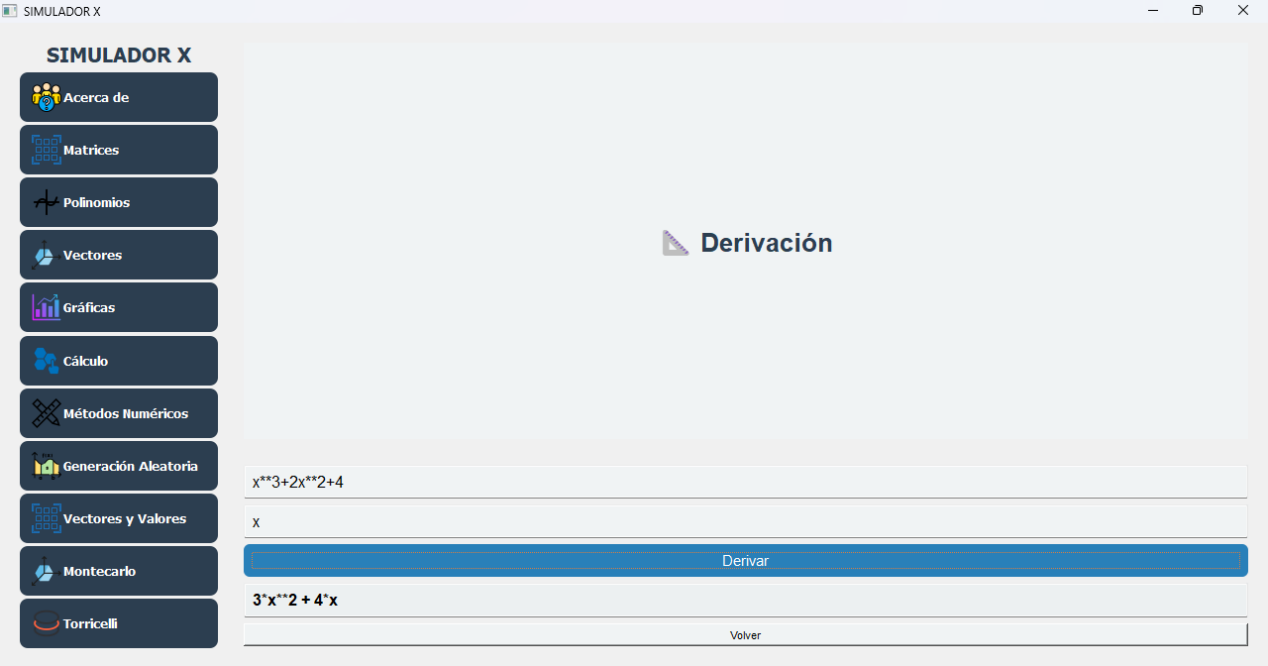 SIMULADOR X
SIMULADOR X
Acerca de
Matrices
Polinomios
Vectores
Gráficas
Cálculo
Métodos Numéricos
Generación Aleatoria
Vectores y Valores
Montecarlo
Torricelli
Derivación
x**3+2x**2+4
x
Derivar
3*x**2 + 4*x
Volver